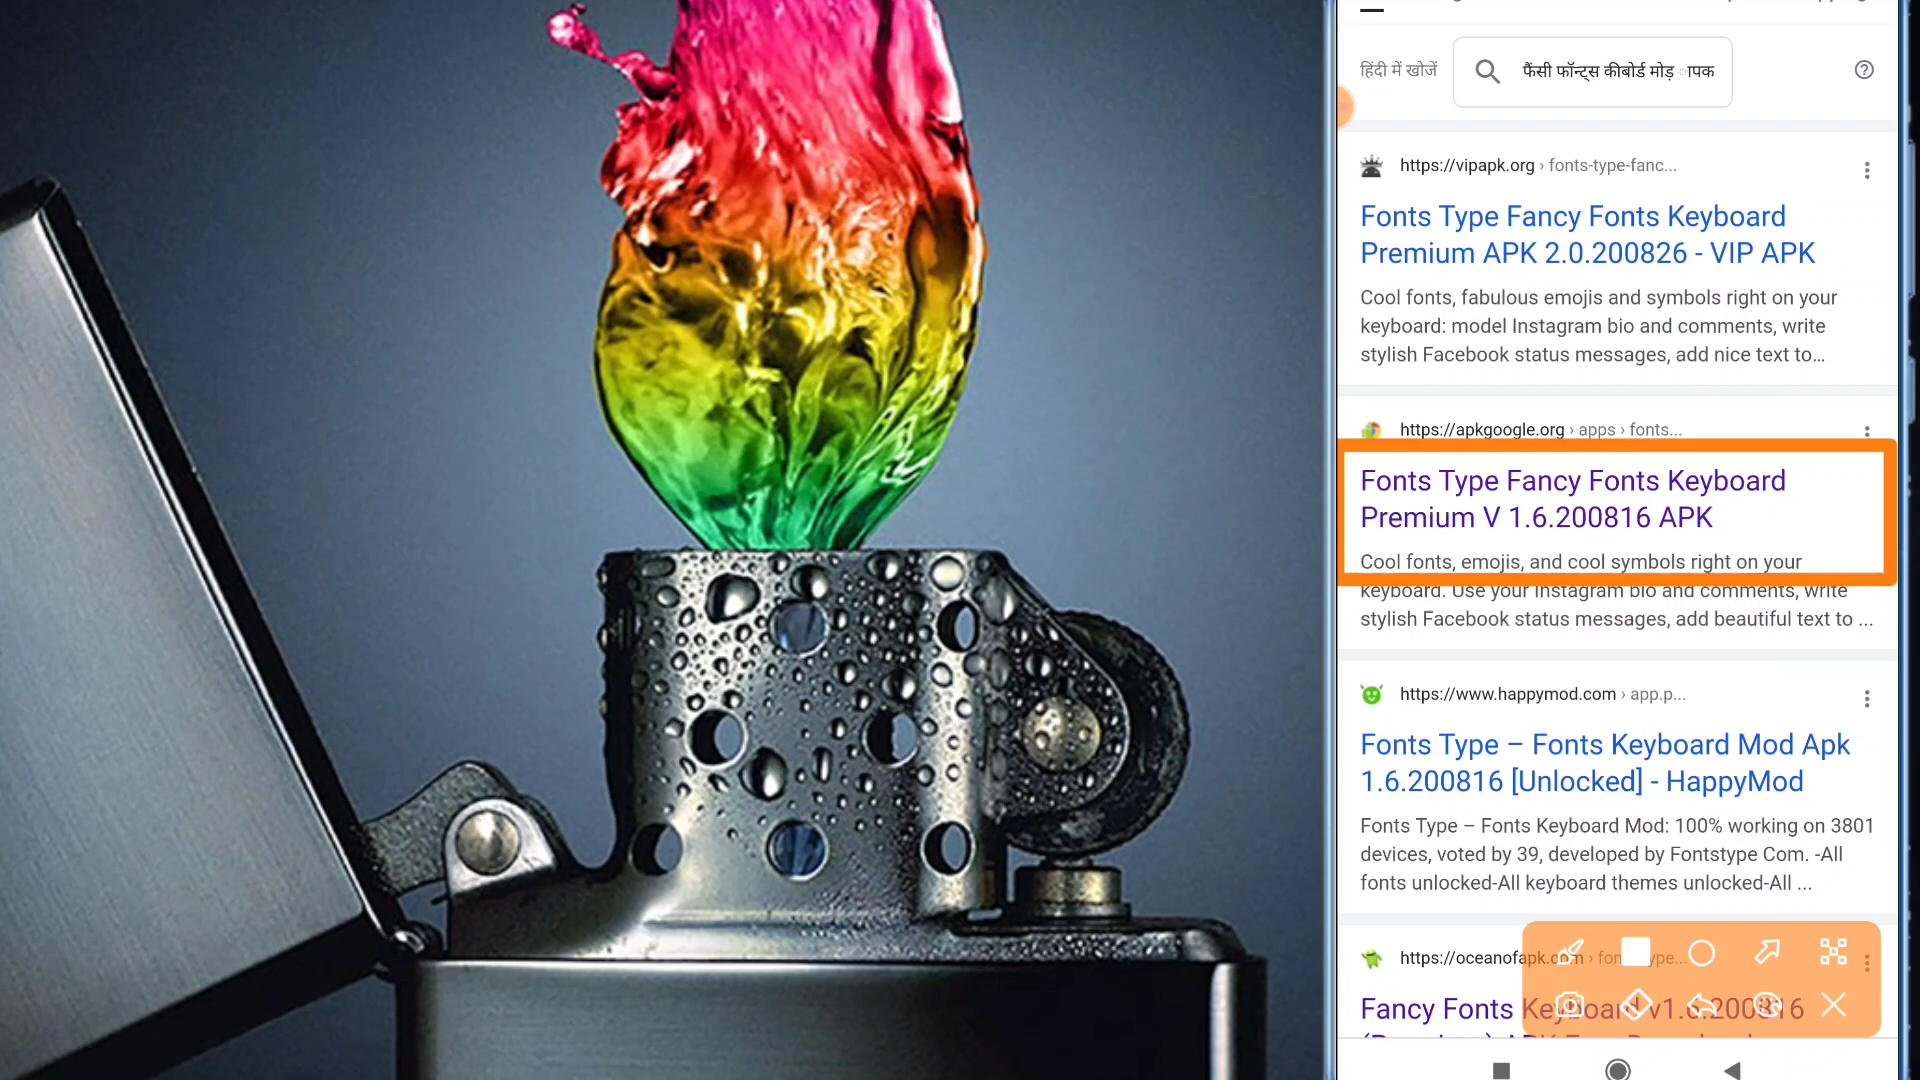 हिंदी में खोजें
फैंसी फॉन्ट्स कीबोर्ड मोड़ ापक
https://vipapk.org › fonts-type-fanc...
Fonts Type Fancy Fonts Keyboard
Premium APK 2.0.200826 - VIP APK
Cool fonts, fabulous emojis and symbols right on your
keyboard: model Instagram bio and comments, write
stylish Facebook status messages, add nice text to...
https://apkgoogle.org › apps › fonts...
Fonts Type Fancy Fonts Keyboard
Premium V 1.6.200816 APK
Cool fonts, emojis, and cool symbols right on your
keyboard. Use your Instagram bio and comments, write
stylish Facebook status messages, add beautiful text to ...
https://www.happymod.com › app.p...
Fonts Type – Fonts Keyboard Mod Apk
1.6.200816 [Unlocked] - HappyMod
Fonts Type – Fonts Keyboard Mod: 100% working on 3801
devices, voted by 39, developed by Fontstype Com. -All
fonts unlocked-All keyboard themes unlocked-All ...
https://oceanofapk.com
Fancy Fonts Keyboard v1.6.200816